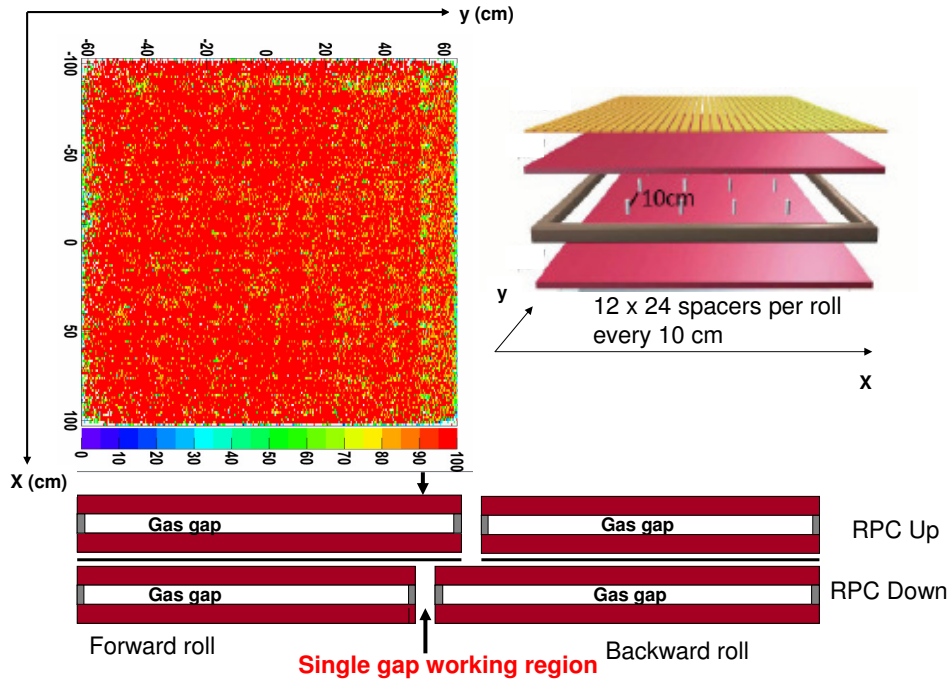 y (cm)
-60 -40 -20 0 20 40 60
-100
-50
0
50
100
X (cm)
0 10 20 30 40 50 60 70 80 90 100
10cm
y
12 x 24 spacers per roll
every 10 cm
X
Gas gap
Gas gap
RPC Up
Gas gap
Gas gap
RPC Down
Forward roll
Backward roll
Single gap working region